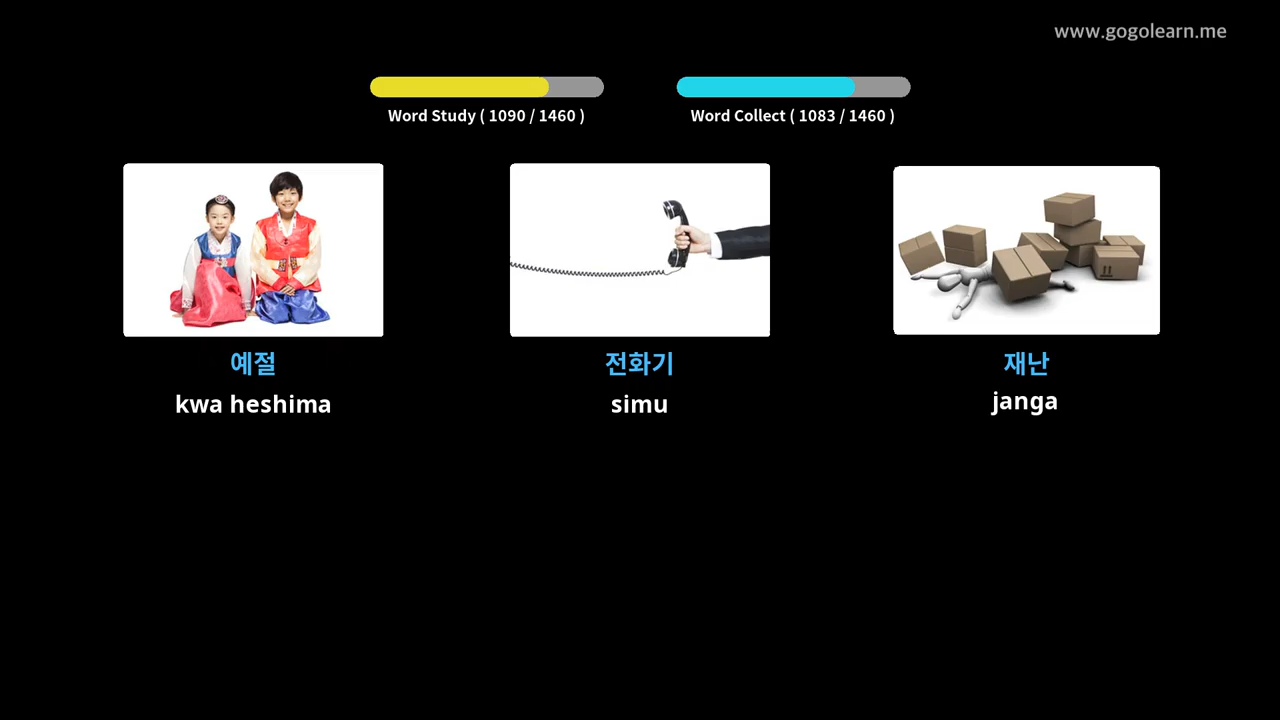 www.gogolearn.me
Word Study ( 1090 / 1460 )
Word Collect ( 1083 / 1460 )
예절
kwa heshima
전화기
simu
재난
janga